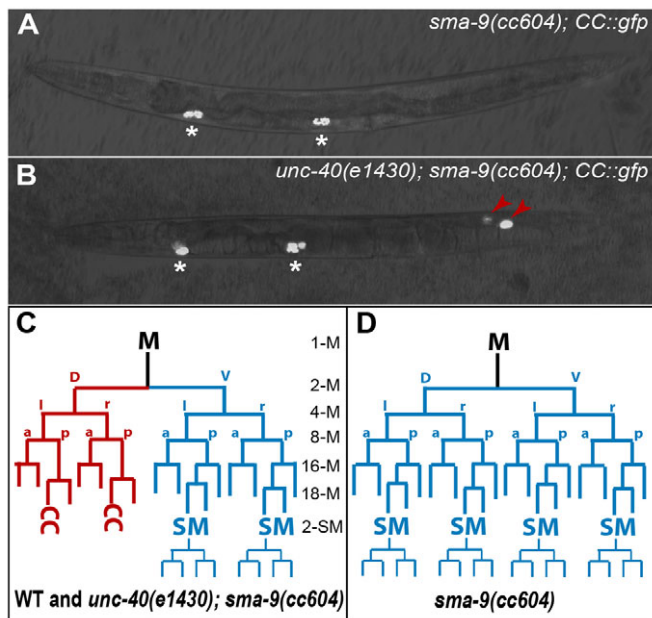 A
sma-9(cc604); CC::gfp
* *
B
unc-40(e1430); sma-9(cc604); CC::gfp
* *
C
D
M
1-M
M
D V
2-M
D V
l r l r
4-M
l r l r
a p a p a p a p
8-M
a p a p a p a p
16-M
18-M
SM SM
2-SM
SM SM SM SM
WT and unc-40(e1430); sma-9(cc604)
sma-9(cc604)